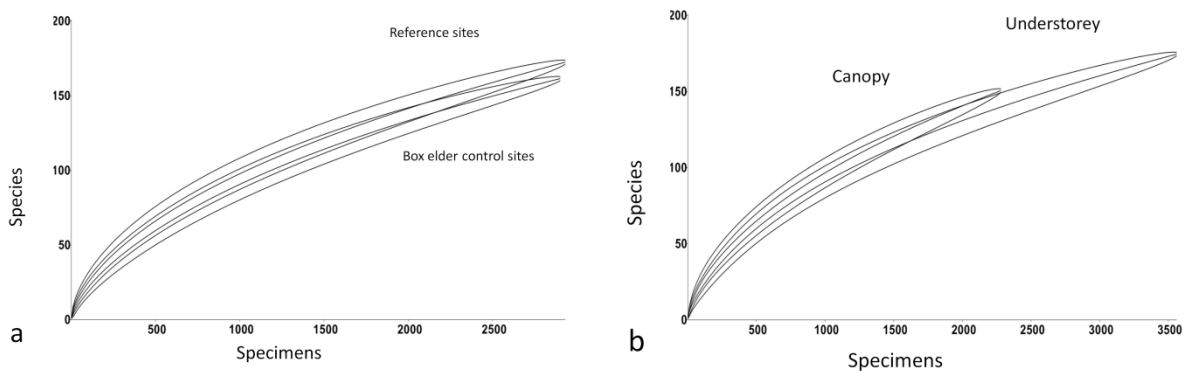 200
150
100
50
0
Species
Reference sites
Box elder control sites
500 1000 1500 2000 2500
Specimens
a
200
150
100
50
0
Species
Understorey
Canopy
500 1000 1500 2000 2500 3000 3500
Specimens
b